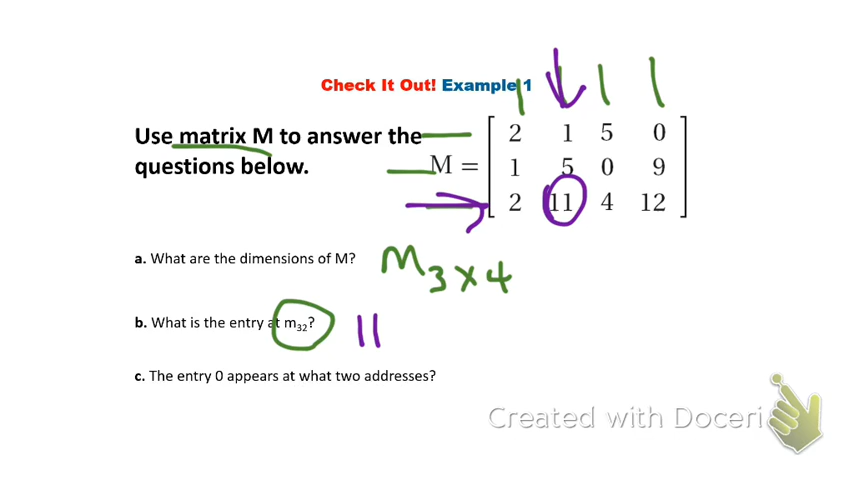 Check It Out! Example 1
Use matrix M to answer the
questions below.
M =
2 1 5 0
1 5 0 9
2 11 4 12
a. What are the dimensions of M? M 3 x 4
b. What is the entry at m32? 11
c. The entry 0 appears at what two addresses?
Created with Doceri